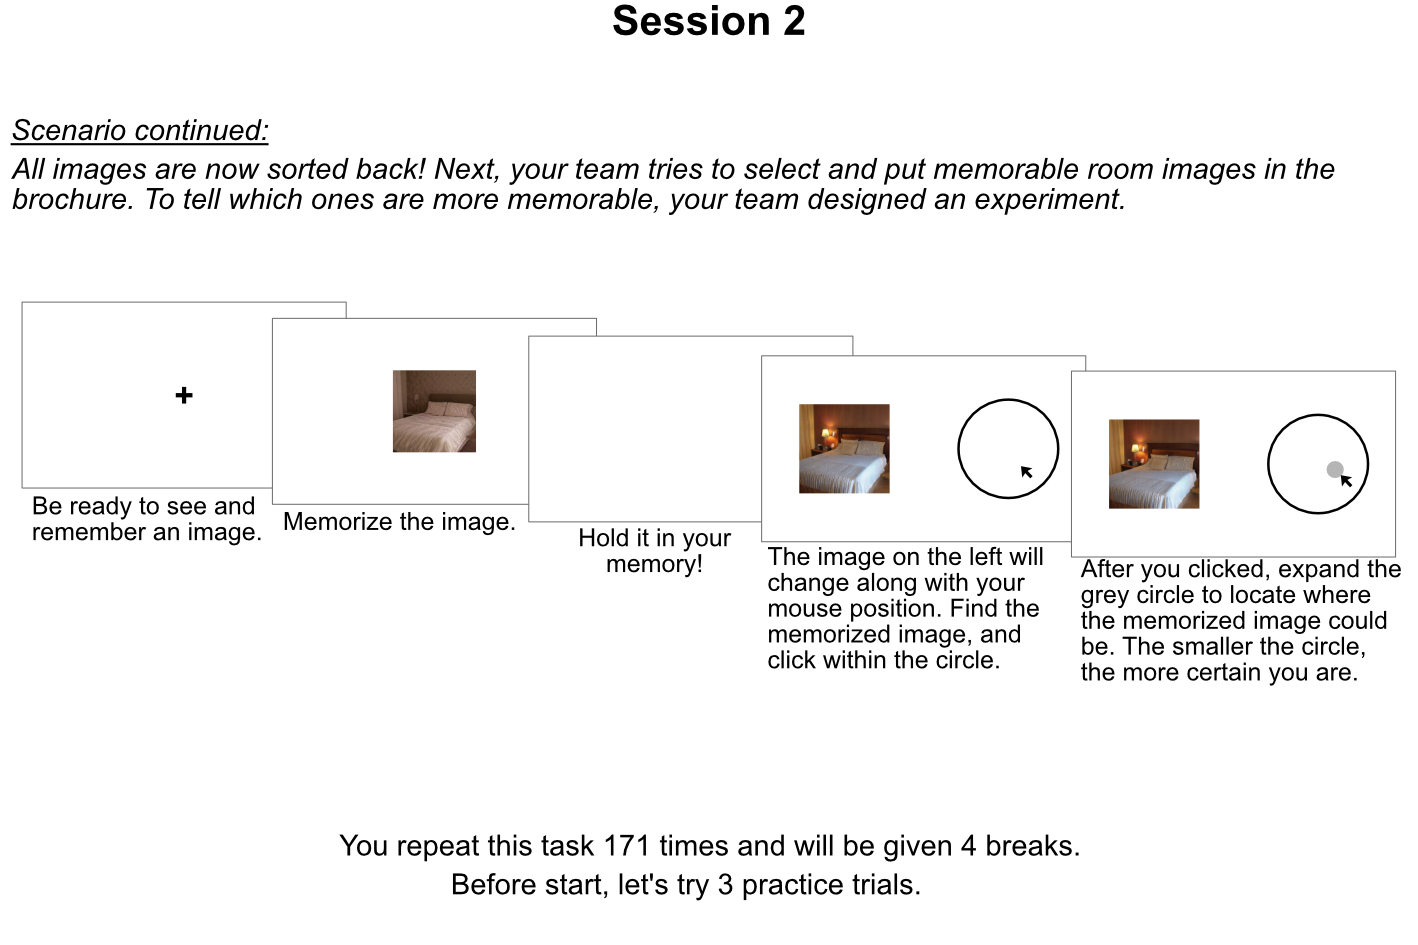 Session 2
Scenario continued:
All images are now sorted back! Next, your team tries to select and put memorable room images in the
brochure. To tell which ones are more memorable, your team designed an experiment.
Be ready to see and
remember an image.
Memorize the image.
Hold it in your
memory!
The image on the left will
change along with your
mouse position. Find the
memorized image, and
click within the circle.
After you clicked, expand the
grey circle to locate where
the memorized image could
be. The smaller the circle,
the more certain you are.
You repeat this task 171 times and will be given 4 breaks.
Before start, let's try 3 practice trials.